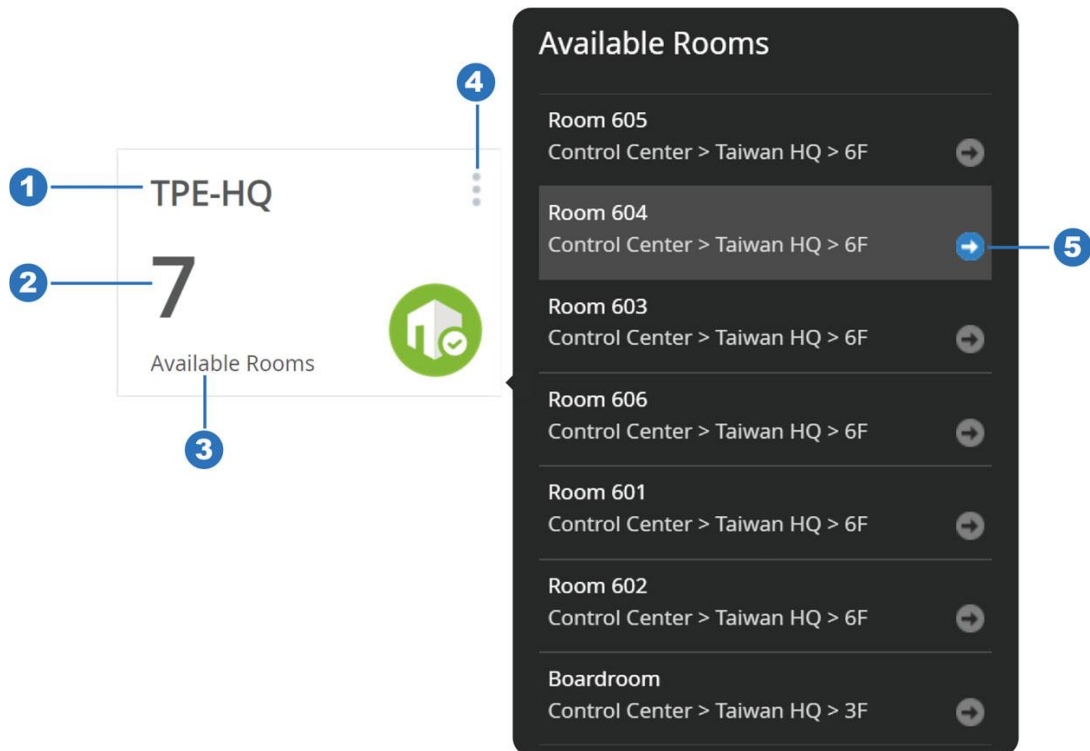 4
1
TPE-HQ
2
7
Available Rooms
3
Available Rooms
Room 605
Control Center > Taiwan HQ > 6F
Room 604
Control Center > Taiwan HQ > 6F
5
Room 603
Control Center > Taiwan HQ > 6F
Room 606
Control Center > Taiwan HQ > 6F
Room 601
Control Center > Taiwan HQ > 6F
Room 602
Control Center > Taiwan HQ > 6F
Boardroom
Control Center > Taiwan HQ > 3F